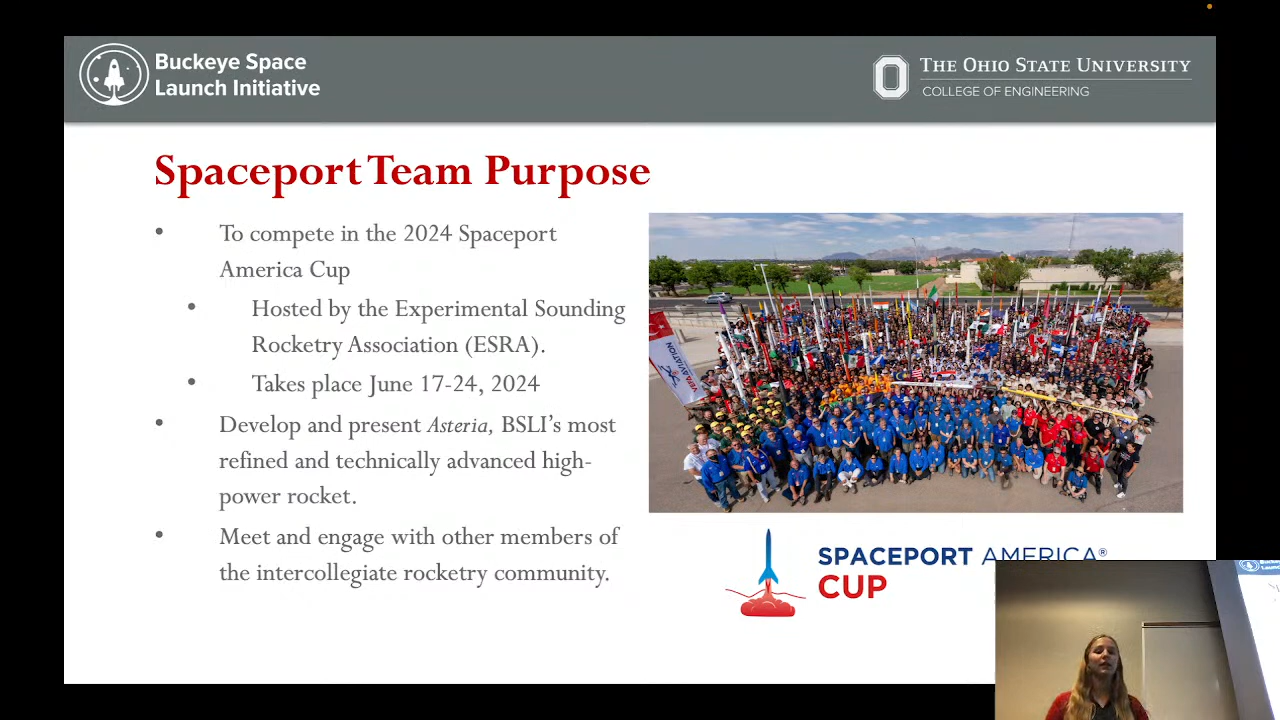 Buckeye Space
Launch Initiative
THE OHIO STATE UNIVERSITY
COLLEGE OF ENGINEERING
Spaceport Team Purpose
• To compete in the 2024 Spaceport
America Cup
• Hosted by the Experimental Sounding
Rocketry Association (ESRA).
• Takes place June 17-24, 2024
• Develop and present Asteria, BSLI's most
refined and technically advanced high-
power rocket.
• Meet and engage with other members of
the intercollegiate rocketry community.
AVIATION
SPACEPORT AMERICA®
CUP